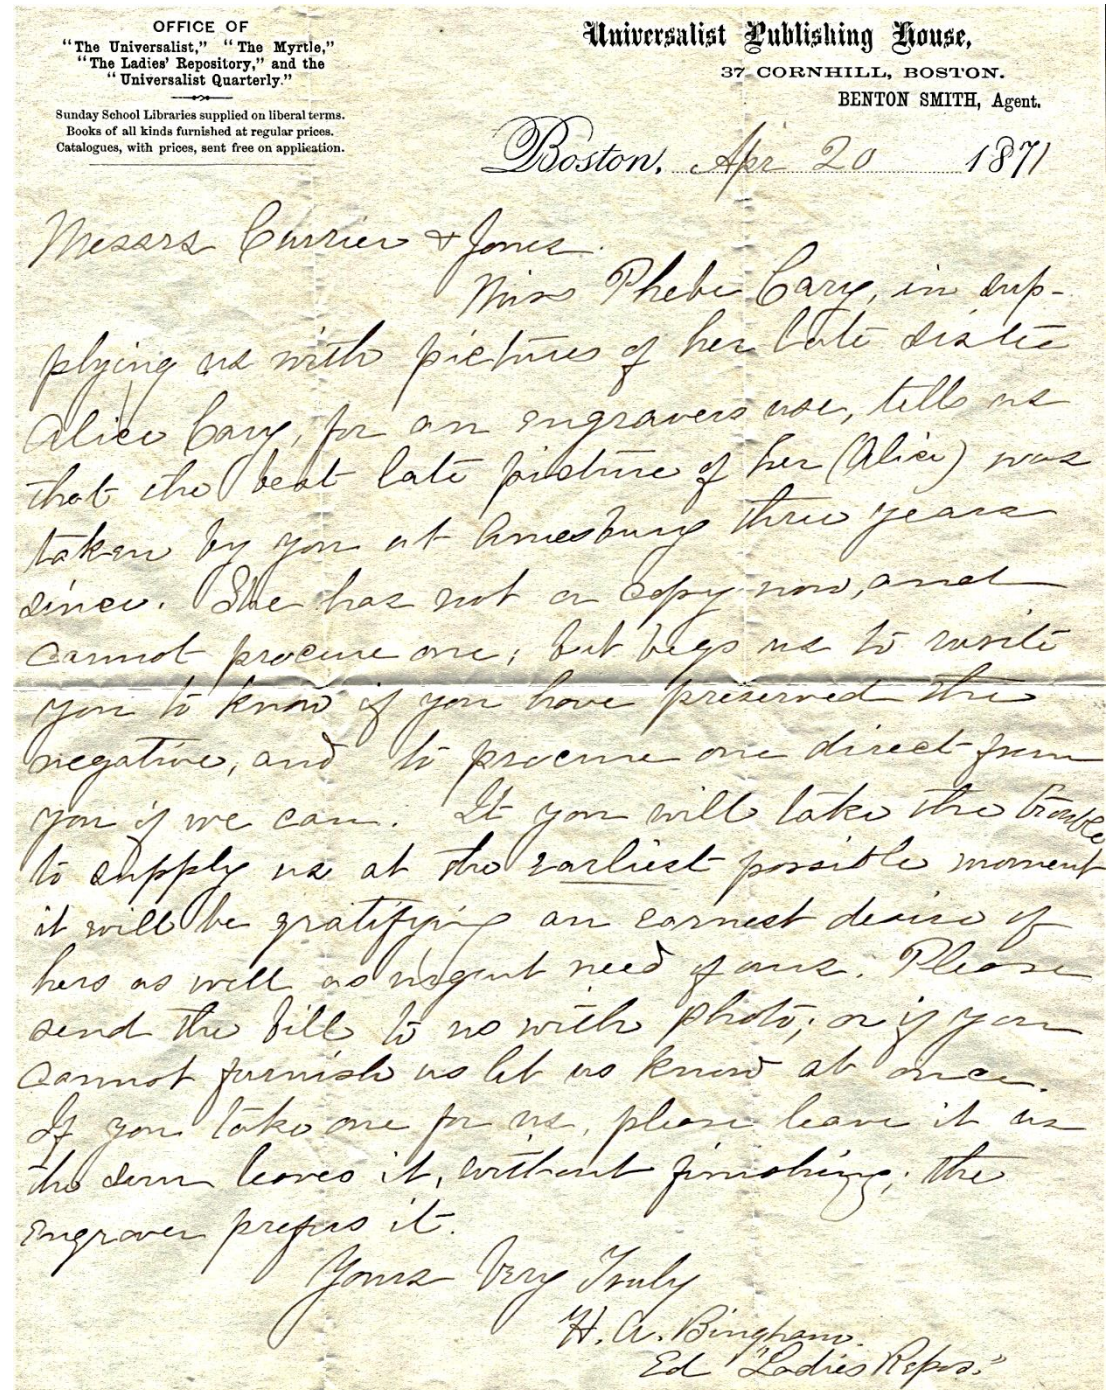 OFFICE OF
"The Universalist," "The Myrtle,"
"The Ladies' Repository," and the
"Universalist Quarterly."
Sunday School Libraries supplied on liberal terms.
Books of all kinds furnished at regular prices.
Catalogues, with prices, sent free on application.
Universalist Publishing House,
37 CORNHILL, BOSTON.
BENTON SMITH, Agent.
Boston, Apr 20 1871
Messrs Currier & Jones.
Miss Phebe Cary, in sup-
plying us with pictures of her late sister
Alice Cary, for an engravers use, tells us
that the best late picture of her (Alice) was
taken by you at Amesbury three years
since. She has not a copy now, and
cannot procure one; but begs us to write
you to know if you have preserved the
negative, and to procure one direct from
you if we can. If you will take the trouble
to supply us at the earliest possible moment
it will be gratifying an earnest desire of
hers as well as urgent need of ours. Please
send the bill to us with photo; or if you
cannot furnish us let us know at once.
If you take one for us, please leave it as
the sun leaves it, without finishing; the
engraver prefers it.
Yours Very Truly
H. A. Bingham.
Ed "Ladies Repos."